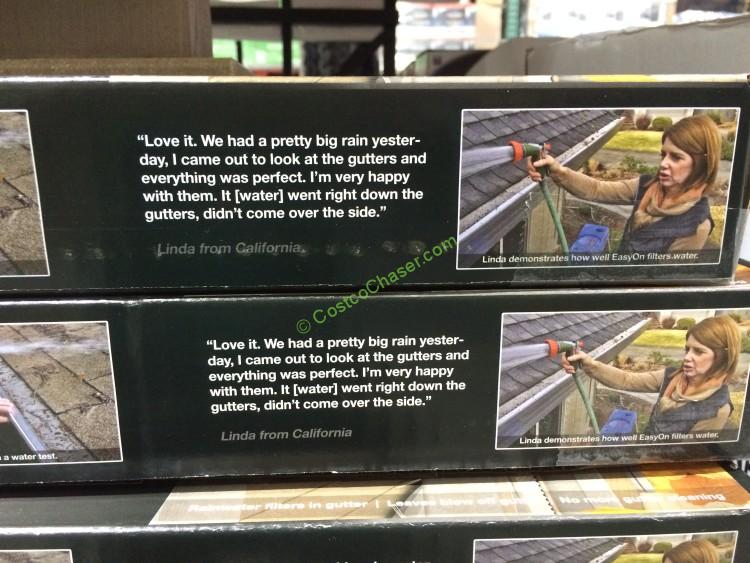 “Love it. We had a pretty big rain yester-
day, I came out to look at the gutters and
everything was perfect. I’m very happy
with them. It [water] went right down the
gutters, didn’t come over the side.”
Linda from California
Linda demonstrates how well EasyOn filters water.
© CostcoChaser.com
“Love it. We had a pretty big rain yester-
day, I came out to look at the gutters and
everything was perfect. I’m very happy
with them. It [water] went right down the
gutters, didn’t come over the side.”
Linda from California
a water test.
Linda demonstrates how well EasyOn filters water.
Rainwater filters in gutter | Leaves blow off gutter No more gutter cleaning